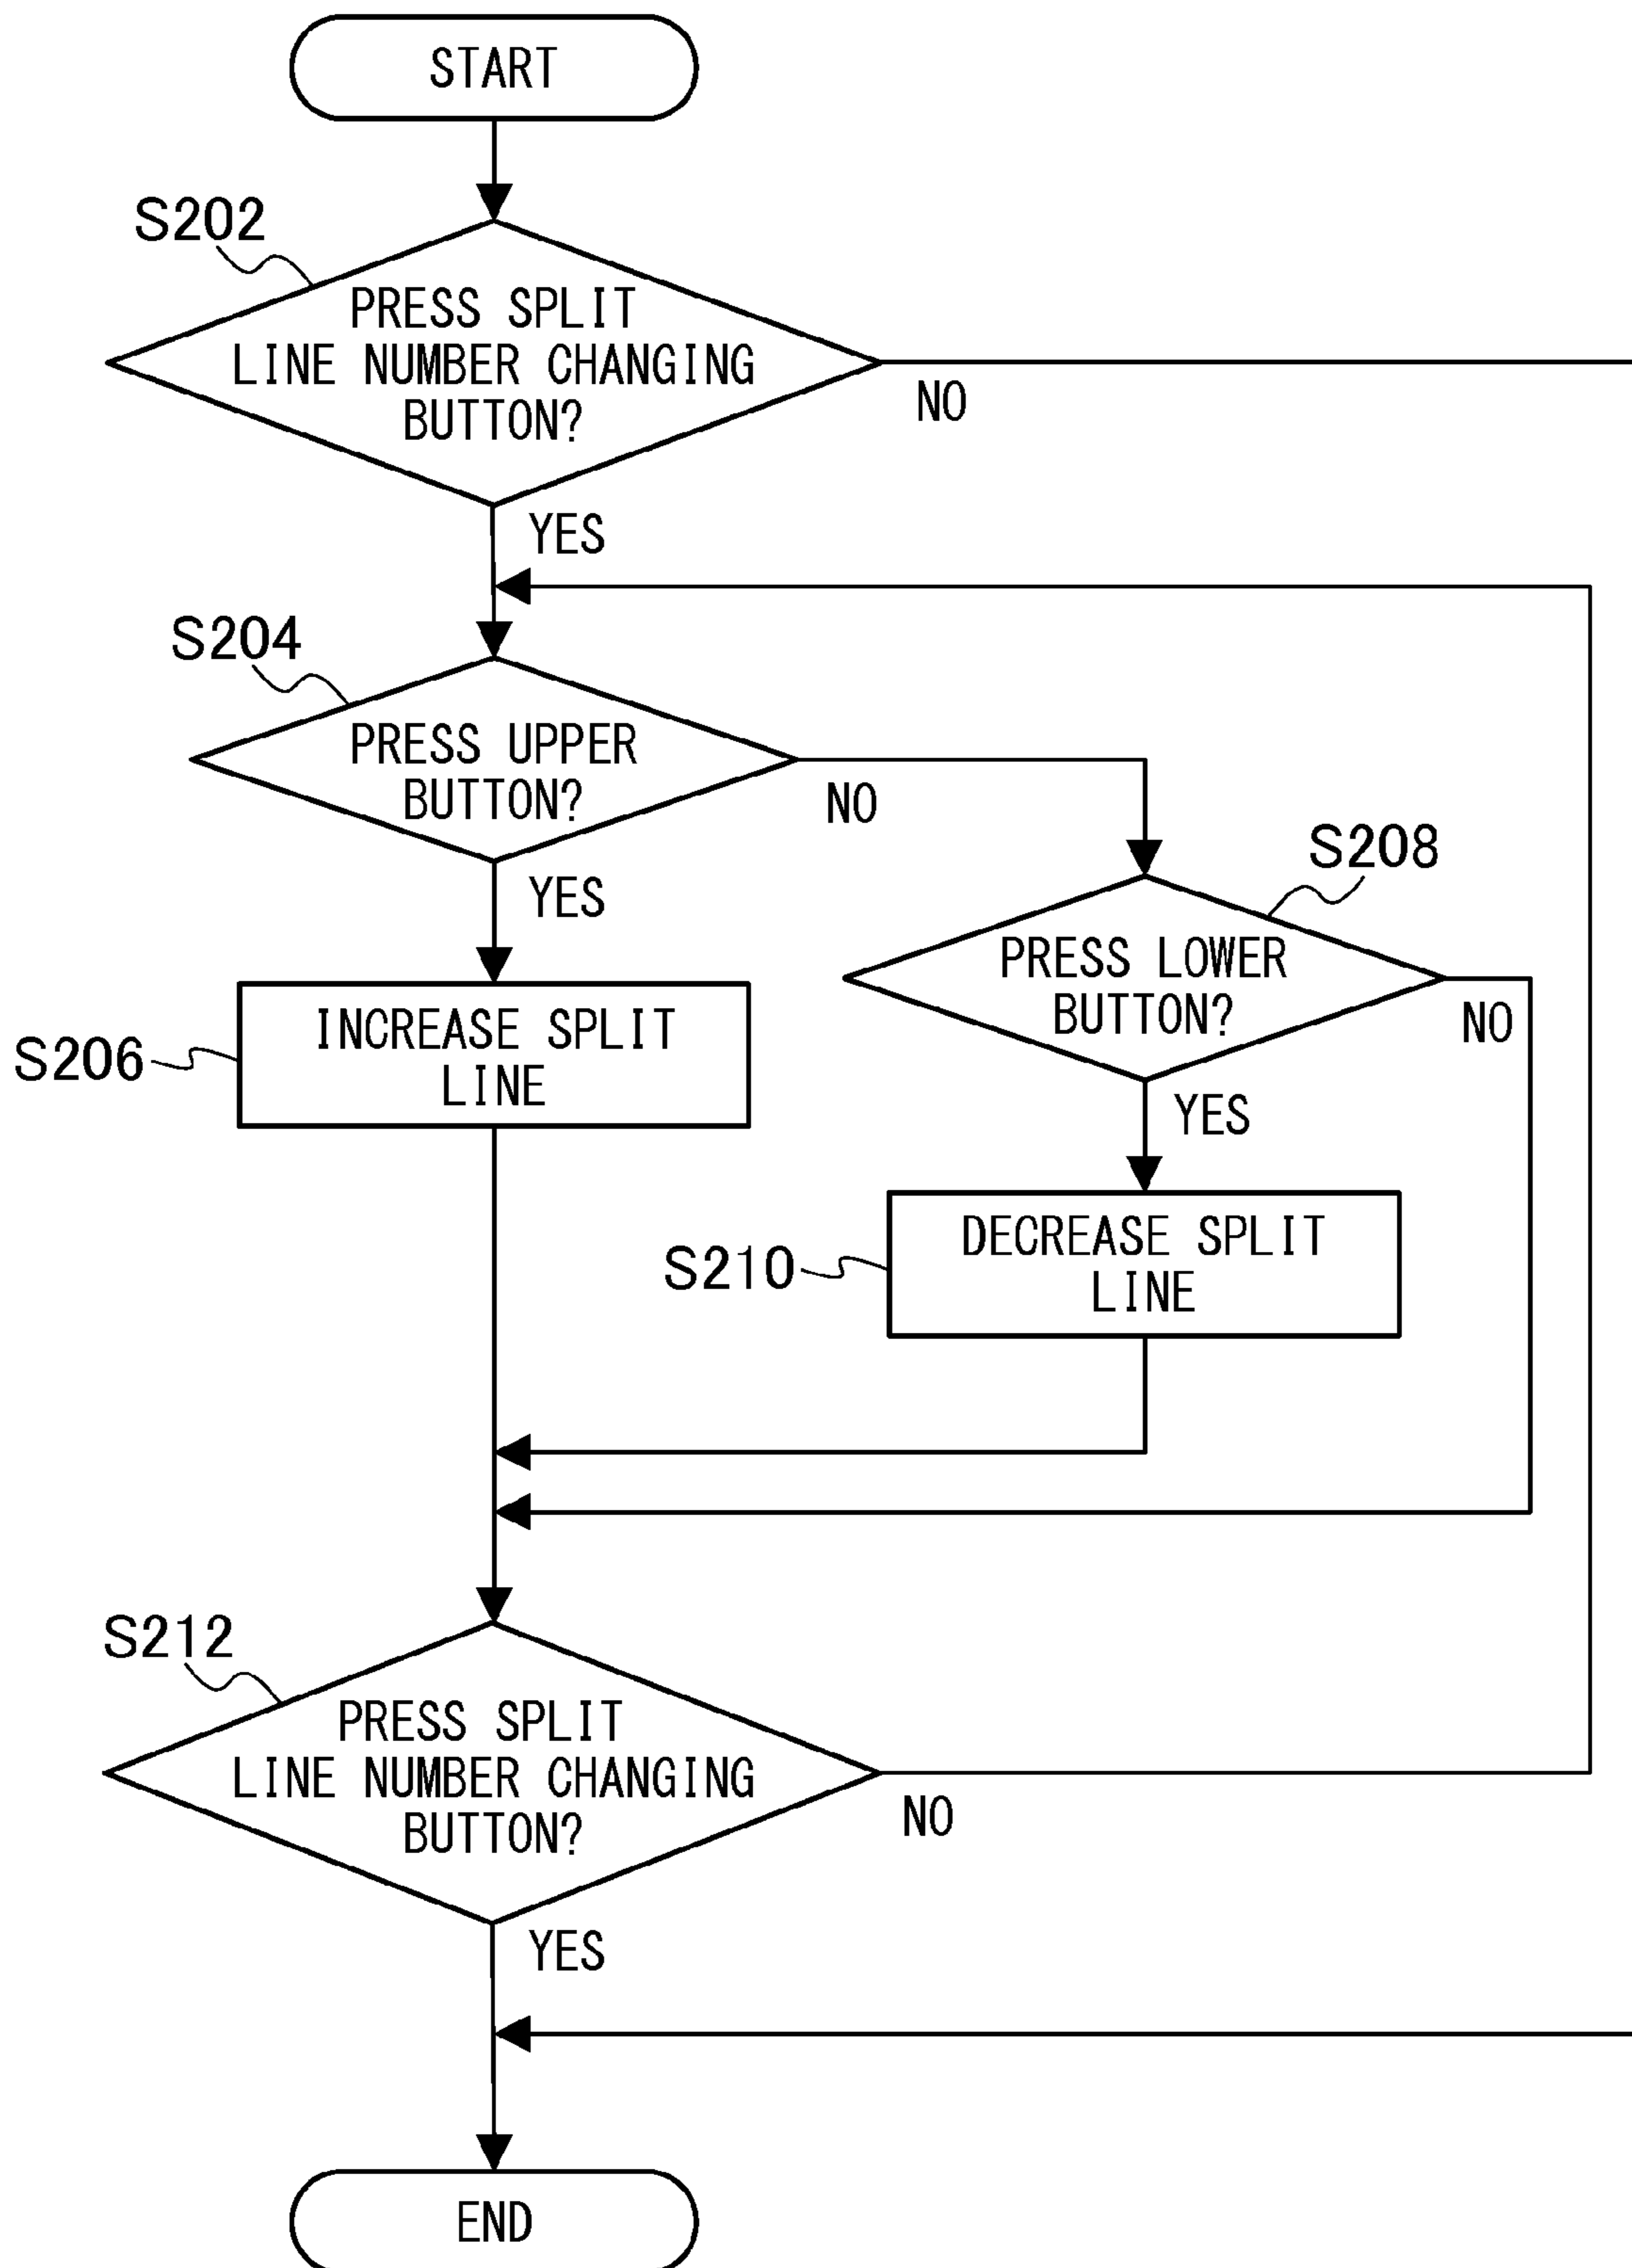 START
S202
PRESS SPLIT
LINE NUMBER CHANGING
BUTTON?
NO
YES
S204
PRESS UPPER
BUTTON?
NO
YES
S208
PRESS LOWER
BUTTON?
NO
YES
S206
INCREASE SPLIT
LINE
S210
DECREASE SPLIT
LINE
S212
PRESS SPLIT
LINE NUMBER CHANGING
BUTTON?
NO
YES
END